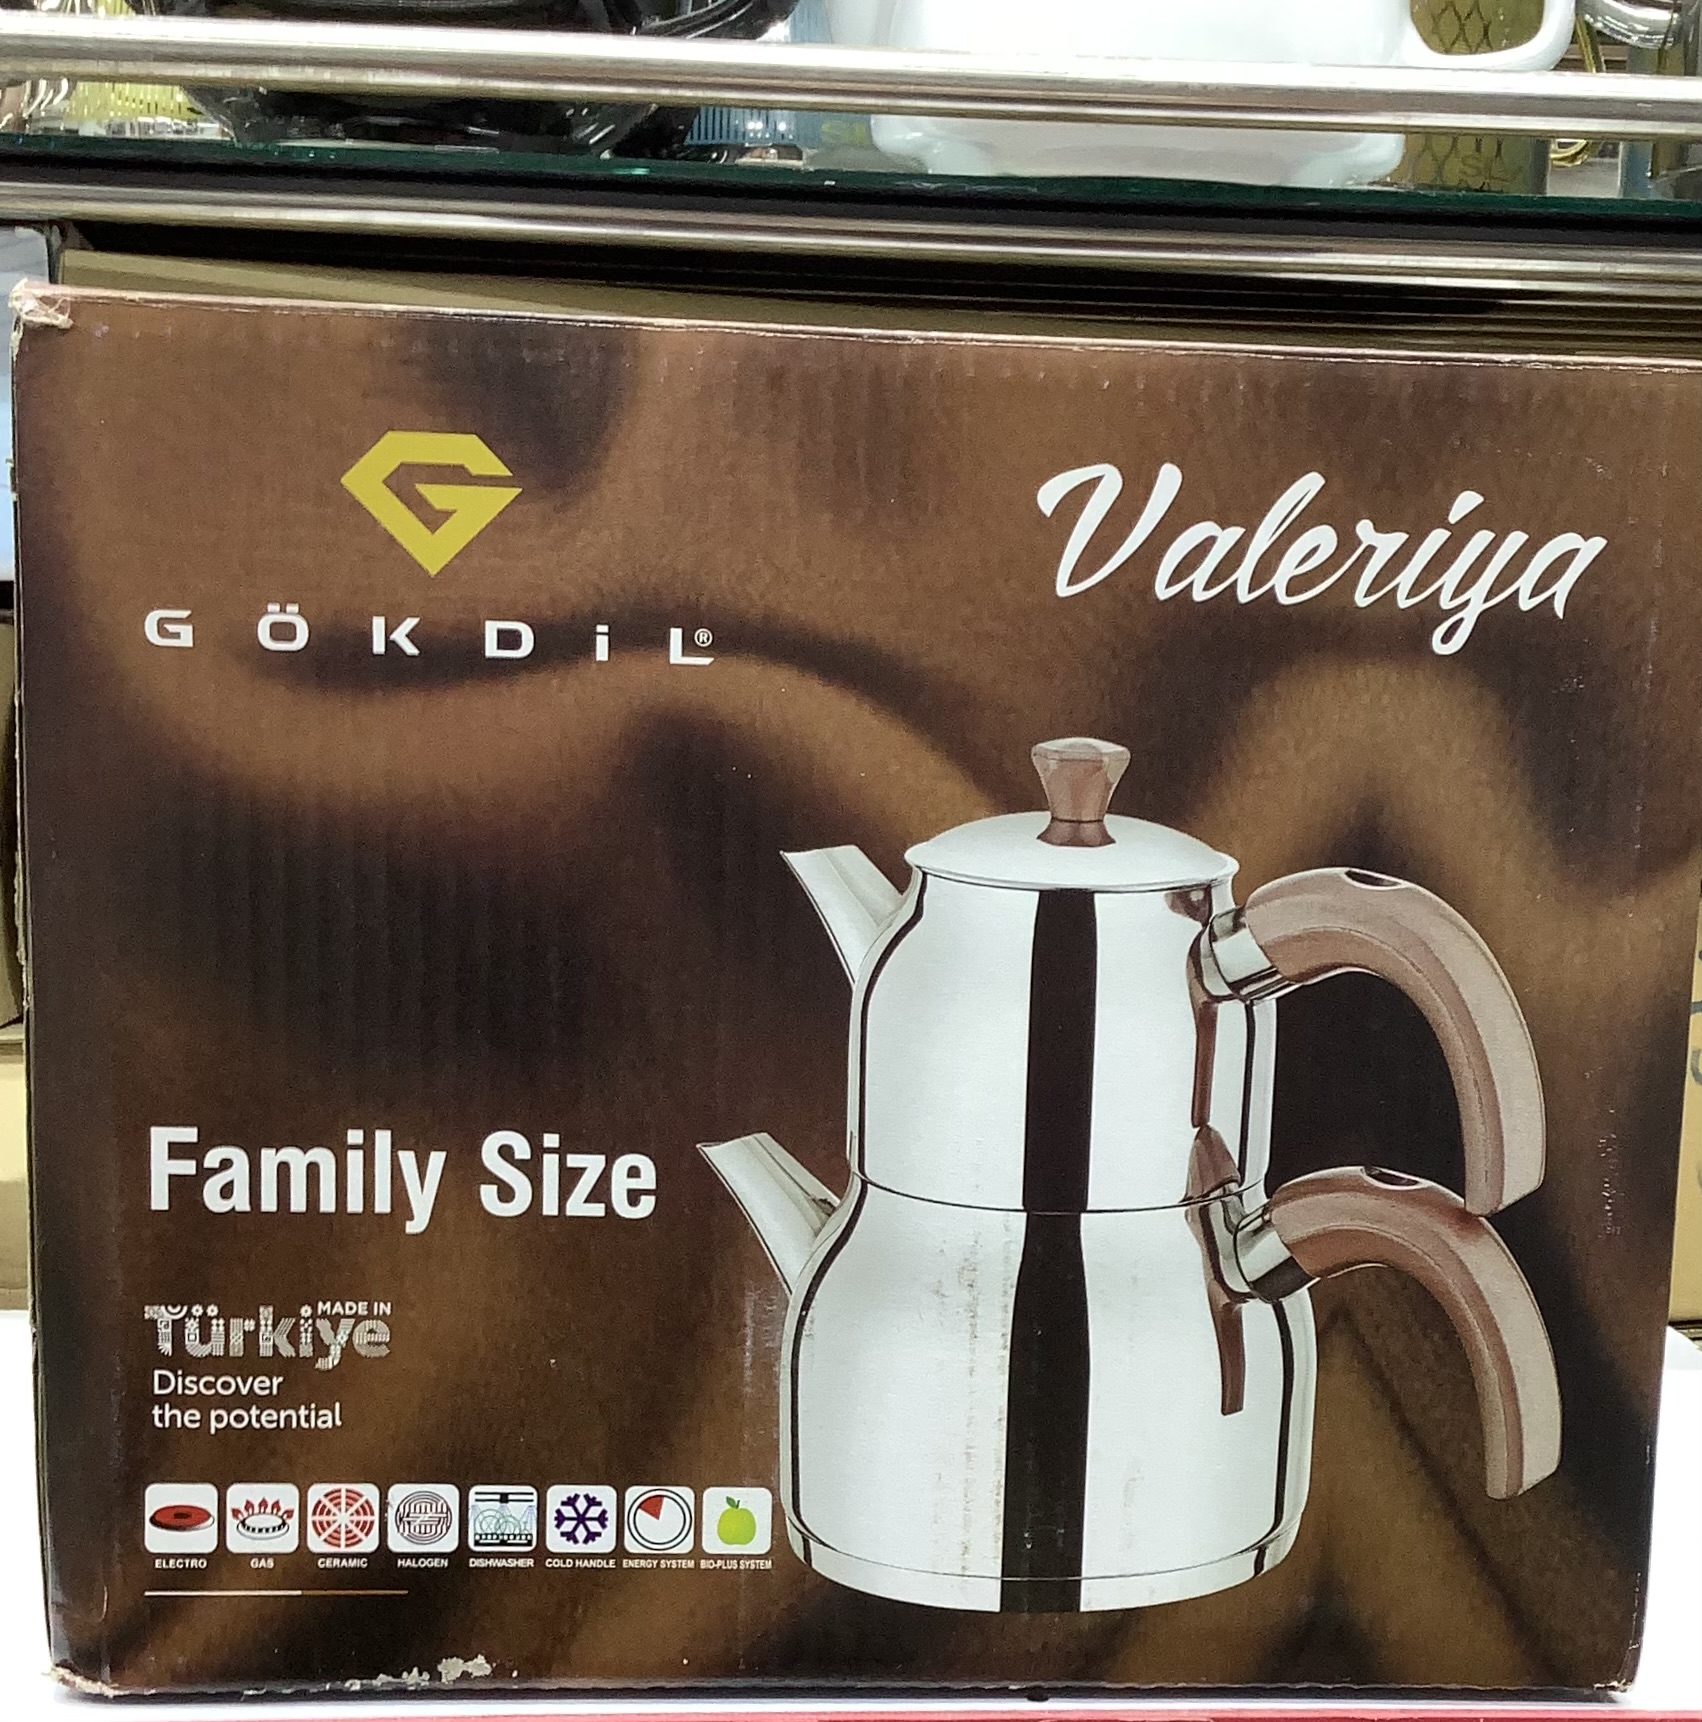 GÖKDİL®
Valeriya
Family Size
MADE IN
Türkiye
Discover
the potential
ELECTRO
GAS
CERAMIC
HALOGEN
DISHWASHER
COLD HANDLE
ENERGY SYSTEM
BIO-PLUS SYSTEM